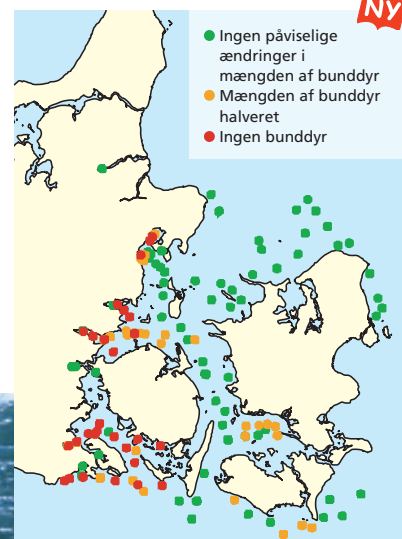 Ny
Ingen påviselige
ændringer i
mængden af bunddyr
Mængden af bunddyr
halveret
Ingen bunddyr